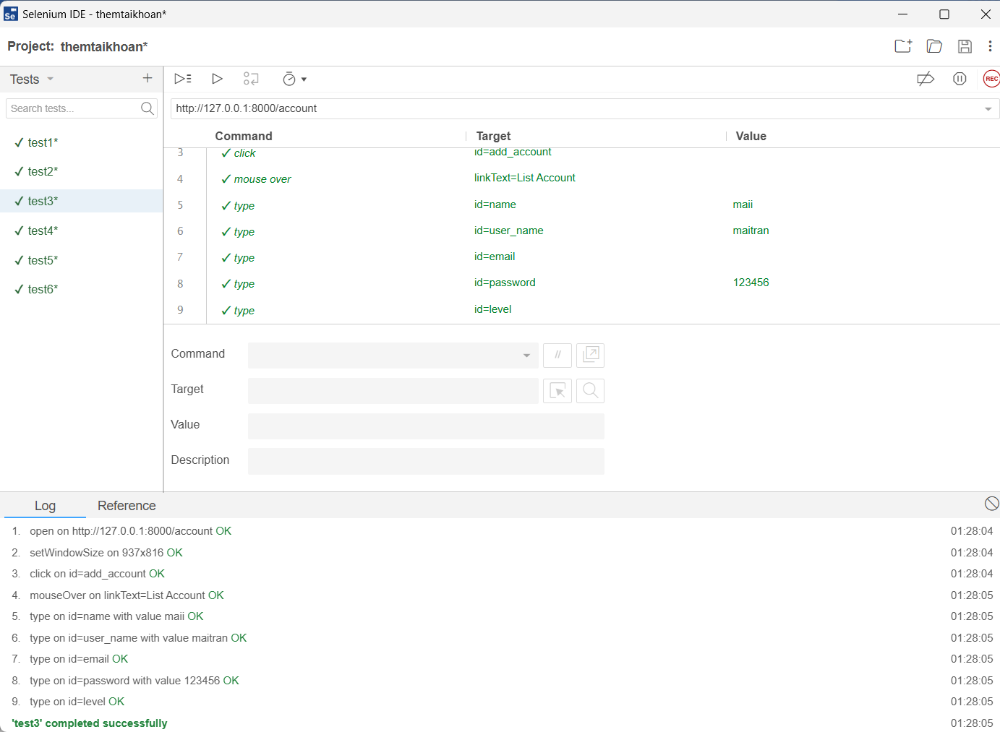 Se Selenium IDE - themtaikhoan*
Project: themtaikhoan*
Tests
REC
Search tests...
http://127.0.0.1:8000/account
Command Target Value
test1*
test2*
test3*
test4*
test5*
test6*
3 click id=add_account
4 mouse over linkText=List Account
5 type id=name maii
6 type id=user_name maitran
7 type id=email
8 type id=password 123456
9 type id=level
Command //
Target
Value
Description
Log Reference
1. open on http://127.0.0.1:8000/account OK 01:28:04
2. setWindowSize on 937x816 OK 01:28:04
3. click on id=add_account OK 01:28:04
4. mouseOver on linkText=List Account OK 01:28:05
5. type on id=name with value maii OK 01:28:05
6. type on id=user_name with value maitran OK 01:28:05
7. type on id=email OK 01:28:05
8. type on id=password with value 123456 OK 01:28:05
9. type on id=level OK 01:28:05
'test3' completed successfully 01:28:05